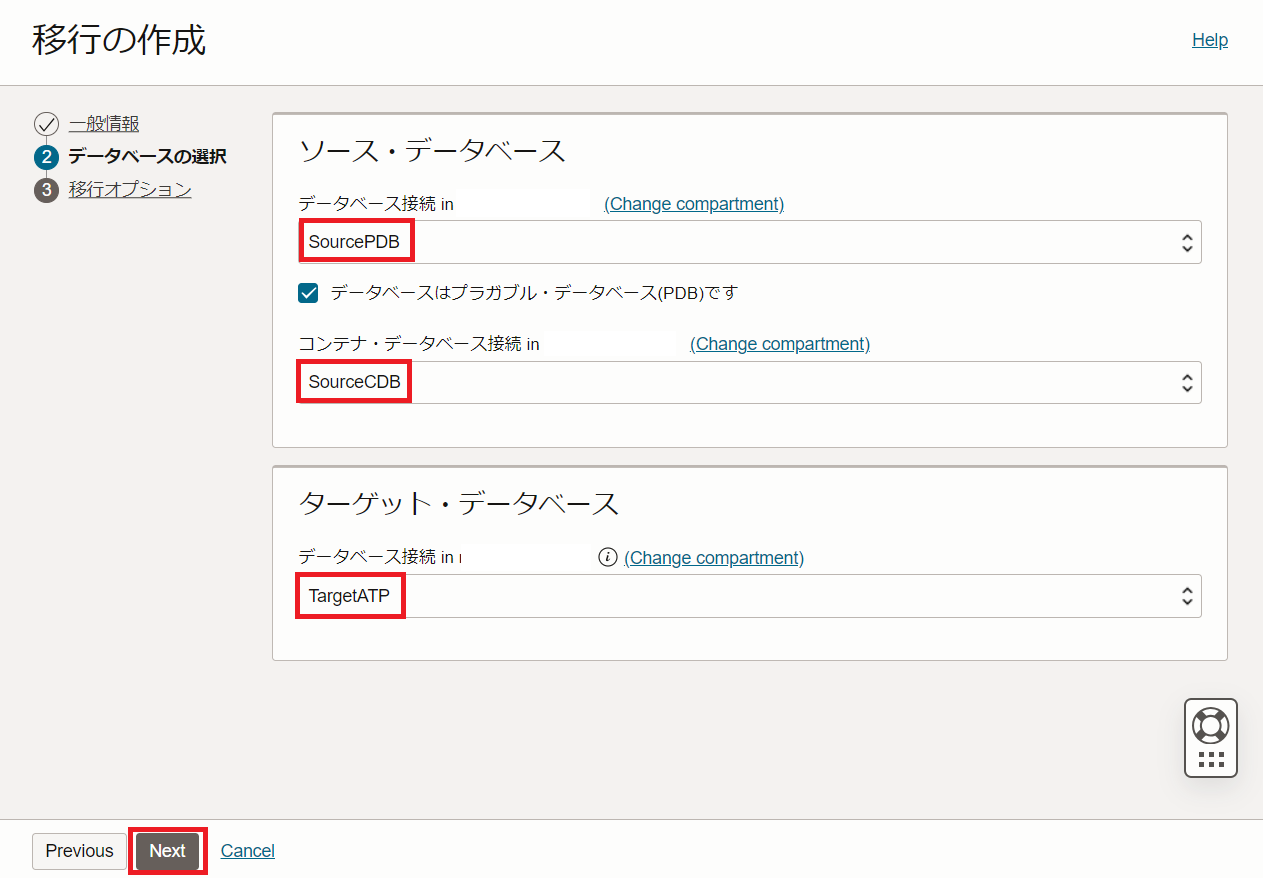 移行の作成
Help
一般情報
2 データベースの選択
3 移行オプション
ソース・データベース
データベース接続 in (Change compartment)
SourcePDB
データベースはプラガブル・データベース(PDB)です
コンテナ・データベース接続 in (Change compartment)
SourceCDB
ターゲット・データベース
データベース接続 in (Change compartment)
TargetATP
Previous Next Cancel